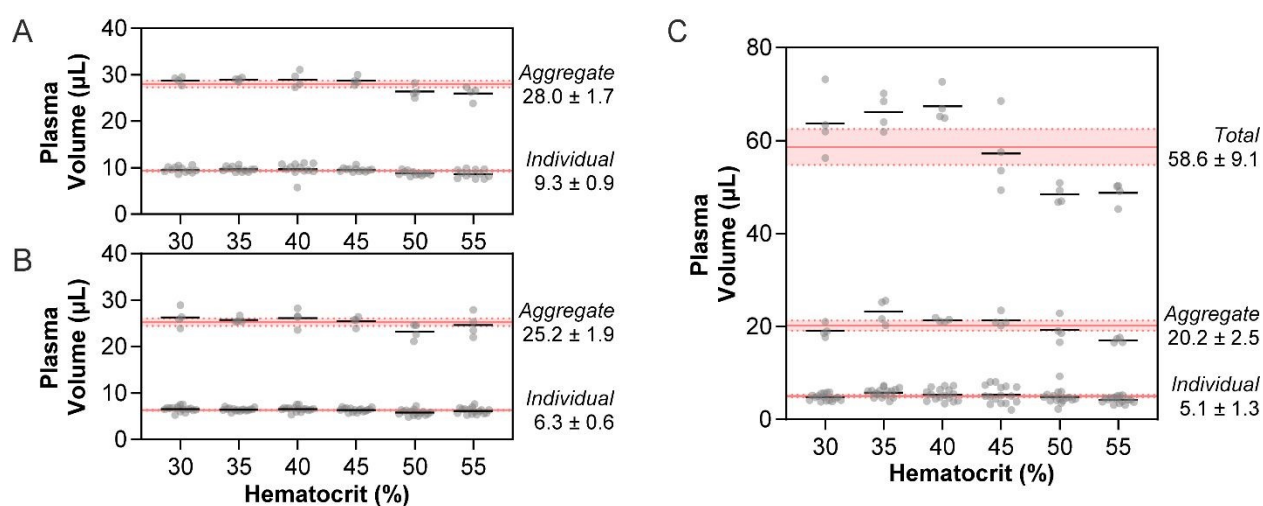 A
Plasma
Volume (µL)
40
30
20
10
0
30 35 40 45 50 55
Aggregate
28.0 ± 1.7
Individual
9.3 ± 0.9
B
Plasma
Volume (µL)
40
30
20
10
0
30 35 40 45 50 55
Hematocrit (%)
Aggregate
25.2 ± 1.9
Individual
6.3 ± 0.6
C
Plasma
Volume (µL)
80
60
40
20
0
30 35 40 45 50 55
Hematocrit (%)
Total
58.6 ± 9.1
Aggregate
20.2 ± 2.5
Individual
5.1 ± 1.3